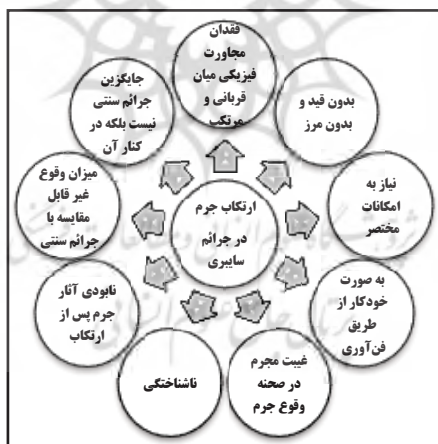 فقدان
مجاورت
فیزیکی میان
قربانی و
مرتکب
بدون قید و
بدون مرز
نیاز به
امکانات
مختصر
به صورت
خودکار از
طریق
فن‌آوری
غیبت مجرم
در صحنه
وقوع جرم
ناشناختگی
نابودی آثار
جرم پس از
ارتکاب
میزان وقوع
غیر قابل
مقایسه با
جرائم سنتی
جایگزین
جرائم سنتی
نیست بلکه در
کنار آن
ارتکاب جرم
در جرائم
سایبری